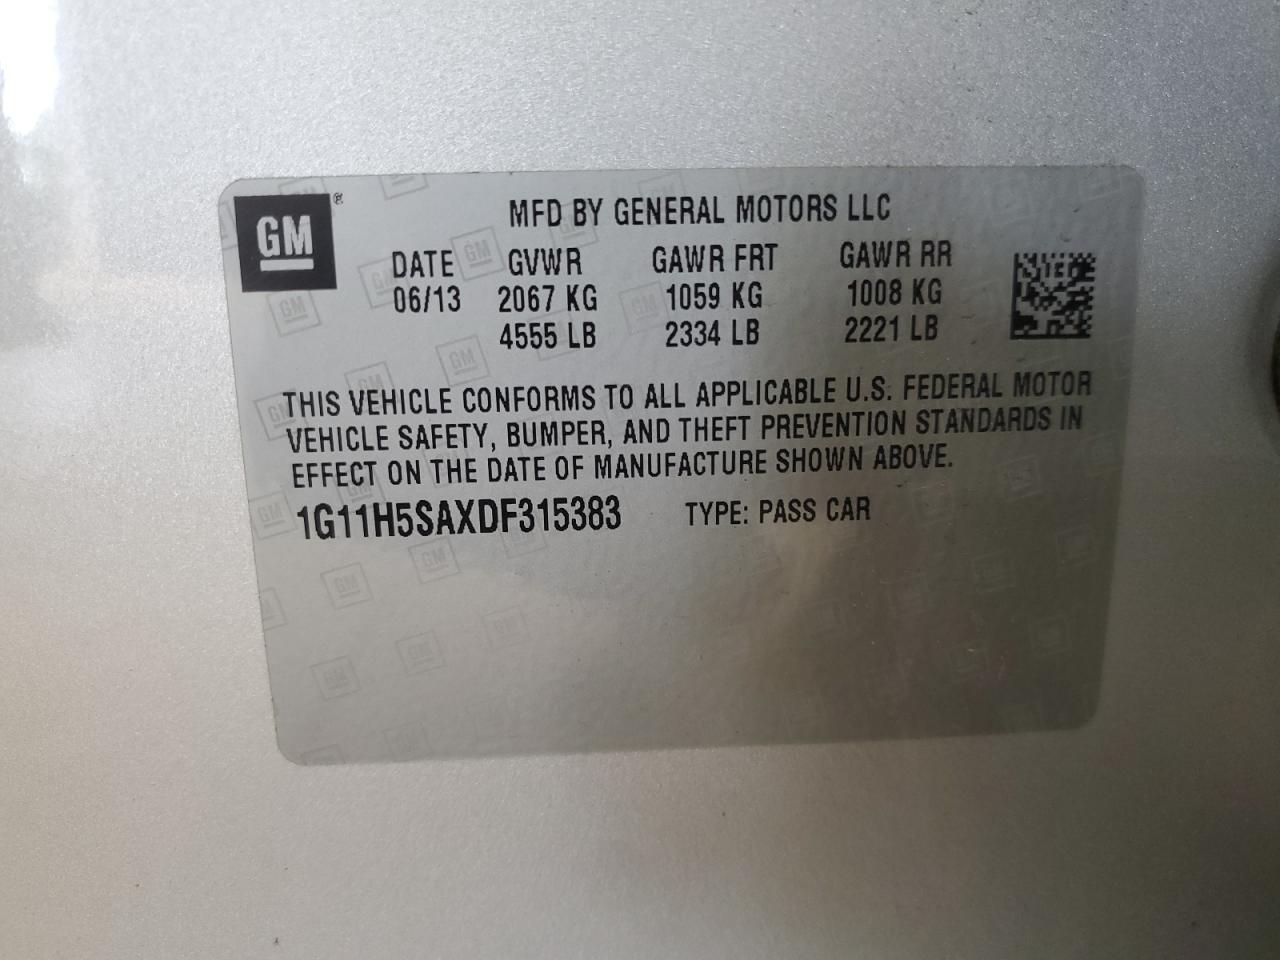 GM ®
MFD BY GENERAL MOTORS LLC
DATE GVWR GAWR FRT GAWR RR
06/13 2067 KG 1059 KG 1008 KG
4555 LB 2334 LB 2221 LB
THIS VEHICLE CONFORMS TO ALL APPLICABLE U.S. FEDERAL MOTOR
VEHICLE SAFETY, BUMPER, AND THEFT PREVENTION STANDARDS IN
EFFECT ON THE DATE OF MANUFACTURE SHOWN ABOVE.
1G11H5SAXDF315383 TYPE: PASS CAR